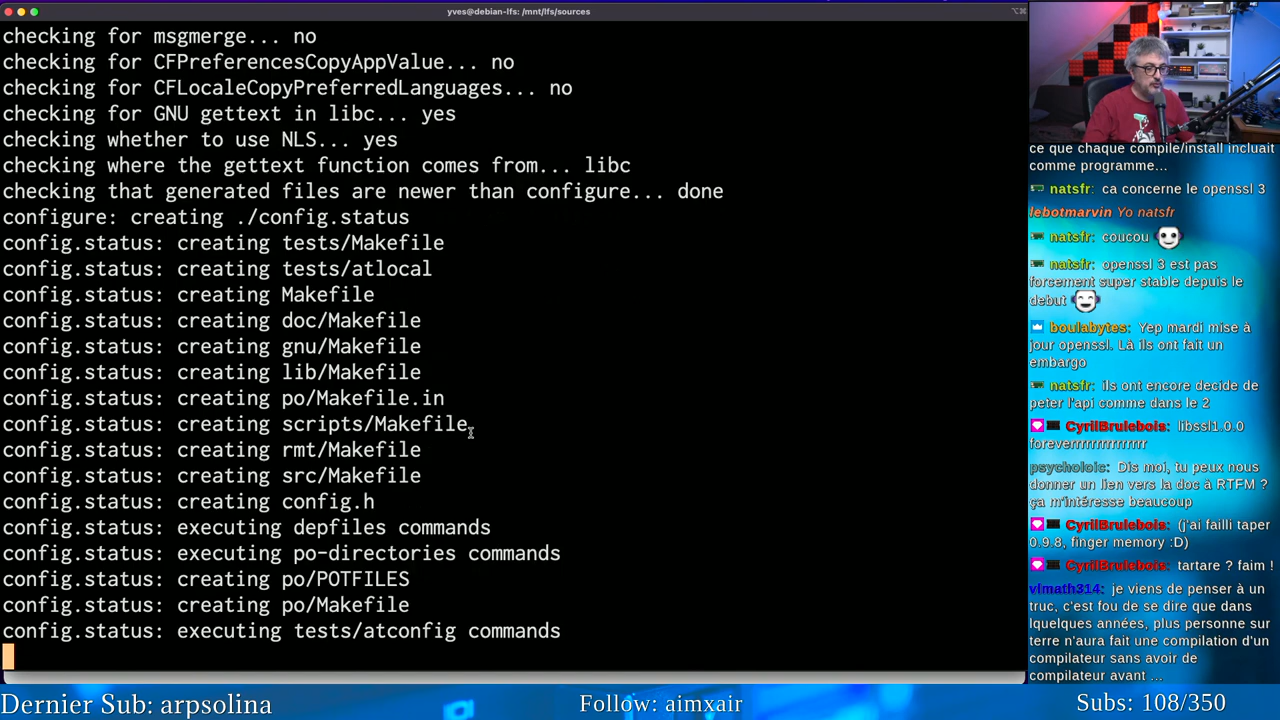 yves@debian-lfs: /mnt/lfs/sources
⌥⌘
checking for msgmerge... no
checking for CFPreferencesCopyAppValue... no
checking for CFLocaleCopyPreferredLanguages... no
checking for GNU gettext in libc... yes
checking whether to use NLS... yes
checking where the gettext function comes from... libc
checking that generated files are newer than configure... done
configure: creating ./config.status
config.status: creating tests/Makefile
config.status: creating tests/atlocal
config.status: creating Makefile
config.status: creating doc/Makefile
config.status: creating gnu/Makefile
config.status: creating lib/Makefile
config.status: creating po/Makefile.in
config.status: creating scripts/Makefile
config.status: creating rmt/Makefile
config.status: creating src/Makefile
config.status: creating config.h
config.status: executing depfiles commands
config.status: executing po-directories commands
config.status: creating po/POTFILES
config.status: creating po/Makefile
config.status: executing tests/atconfig commands
ce que chaque compile/install incluait
comme programme...
natsfr: ca concerne le openssl 3
lebotmarvin Yo natsfr
natsfr: coucou
natsfr: openssl 3 est pas
forcement super stable depuis le
debut
boulabytes: Yep mardi mise à
jour openssl. Là ils ont fait un
embargo
natsfr: ils ont encore decide de
peter l'api comme dans le 2
CyrilBrulebois: libssl1.0.0
foreverrrrrrrrrrrrrr
psycholoic: Dis moi, tu peux nous
donner un lien vers la doc à RTFM ?
ça m'intéresse beaucoup
CyrilBrulebois: (j'ai failli taper
0.9.8, finger memory :D)
CyrilBrulebois: tartare ? faim !
vlmath314: je viens de penser à un
truc, c'est fou de se dire que dans
lquelques années, plus personne sur
terre n'aura fait une compilation d'un
compilateur sans avoir de
compilateur avant ...
Dernier Sub: arpsolina
Follow: aimxair
Subs: 108/350